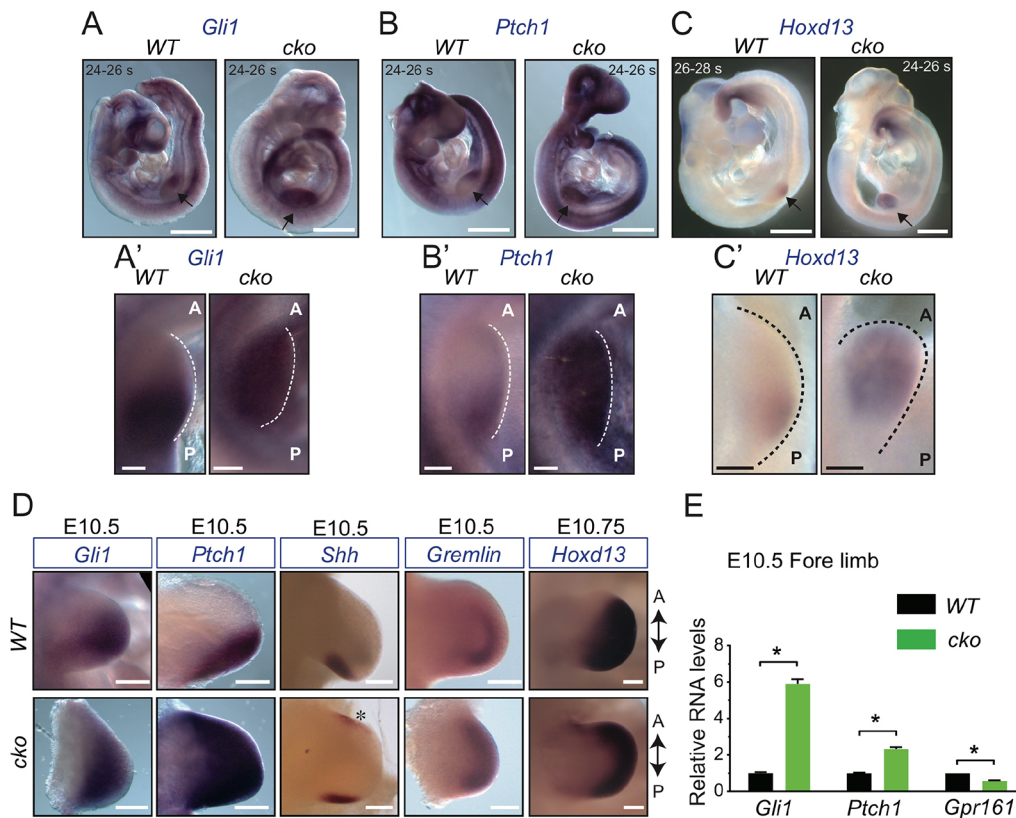 A
Gli1
WT
cko
24-26 s
24-26 s
B
Ptch1
WT
cko
24-26 s
24-26 s
C
Hoxd13
WT
cko
26-28 s
24-26 s
A'
Gli1
WT
cko
A
P
A
P
B'
Ptch1
WT
cko
A
P
A
P
C'
Hoxd13
WT
cko
A
P
A
P
D
E10.5 E10.5 E10.5 E10.5 E10.75
Gli1 Ptch1 Shh Gremlin Hoxd13
WT
A
P
cko
*
A
P
E
E10.5 Fore limb
WT
cko
Relative RNA levels
8
6
4
2
0
*
*
*
Gli1 Ptch1 Gpr161